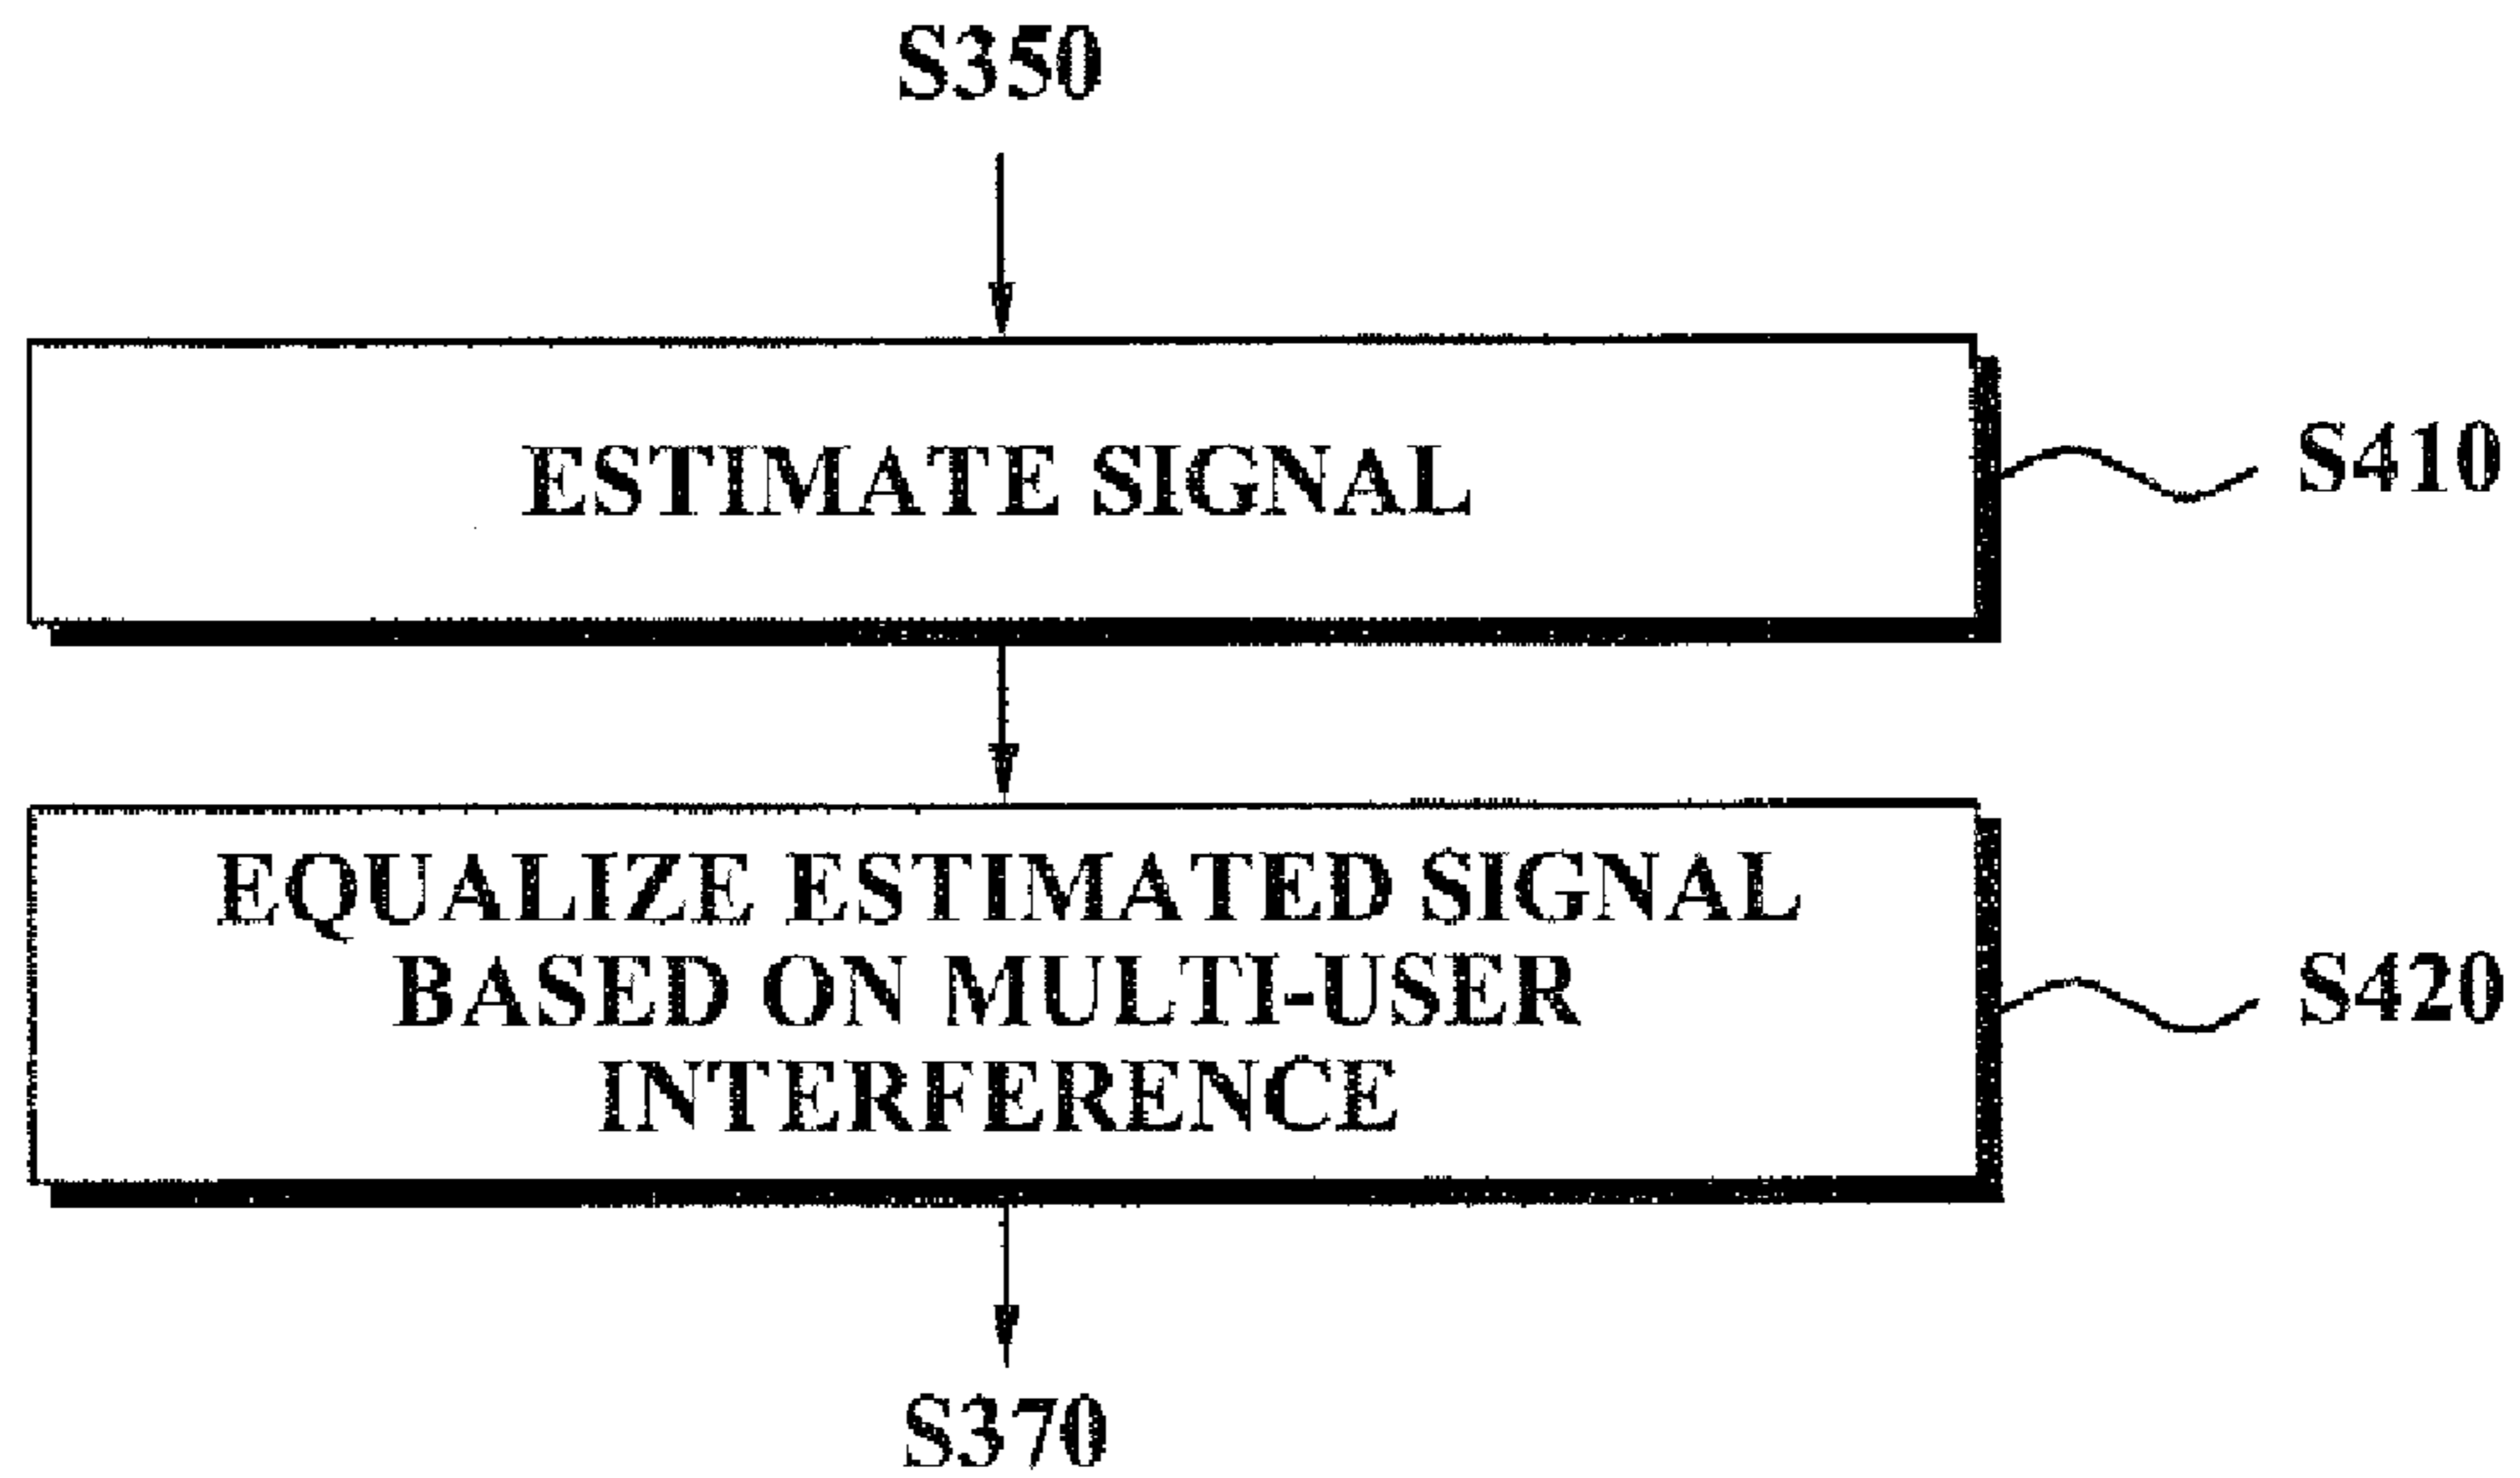 S350
ESTIMATE SIGNAL
S410
EQUALIZE ESTIMATED SIGNAL
BASED ON MULTI-USER
INTERFERENCE
S420
S370